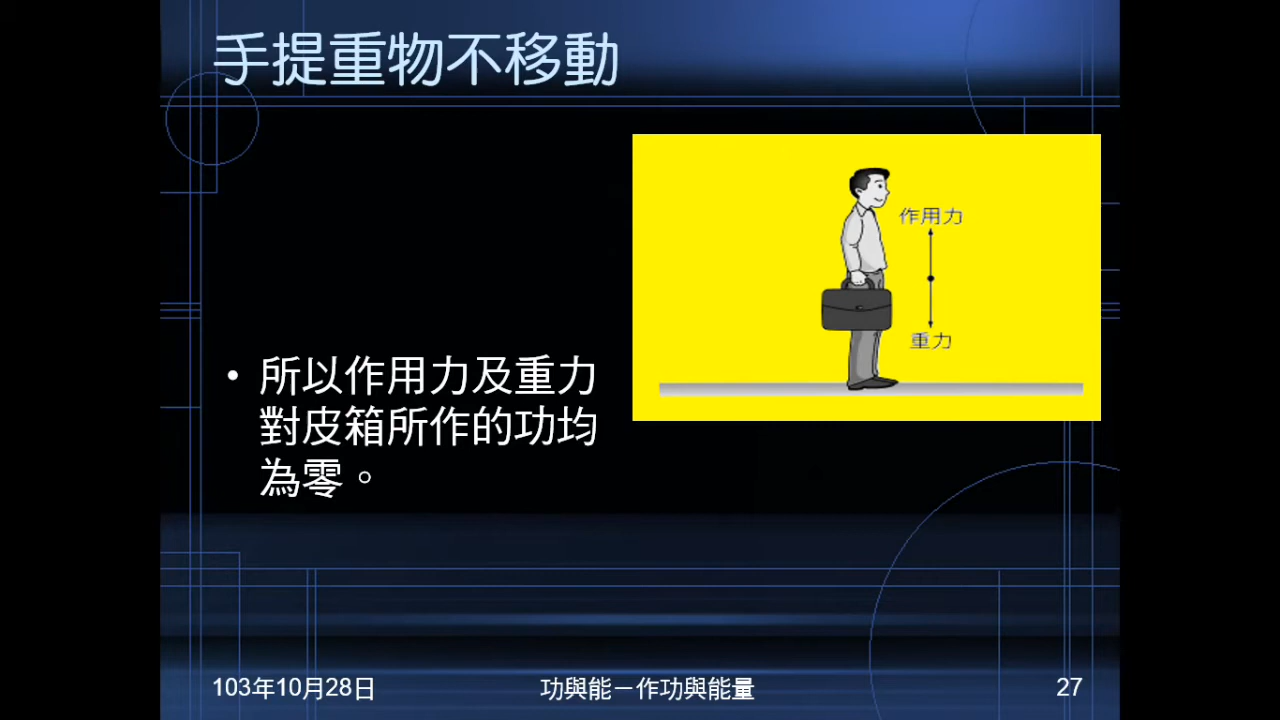 手提重物不移動
作用力
重力
• 所以作用力及重力
對皮箱所作的功均
為零。
103年10月28日
功與能－作功與能量
27